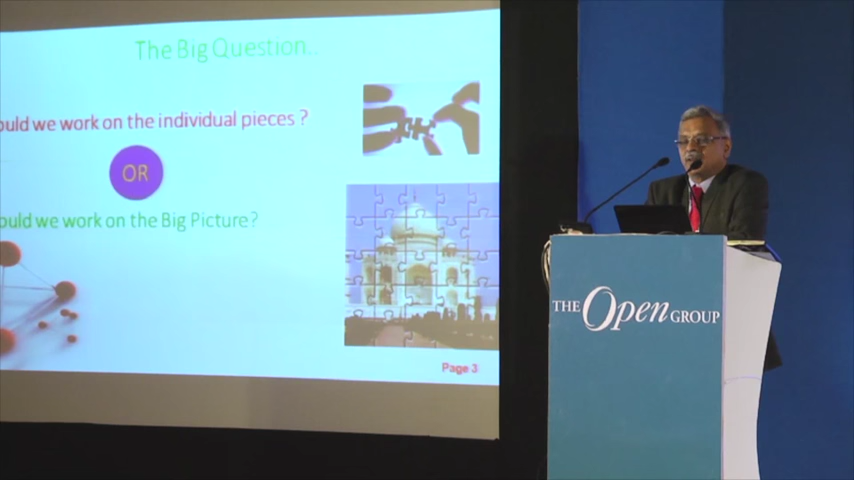 The Big Question..
ould we work on the individual pieces ?
OR
ould we work on the Big Picture?
Page 3
THE Open GROUP